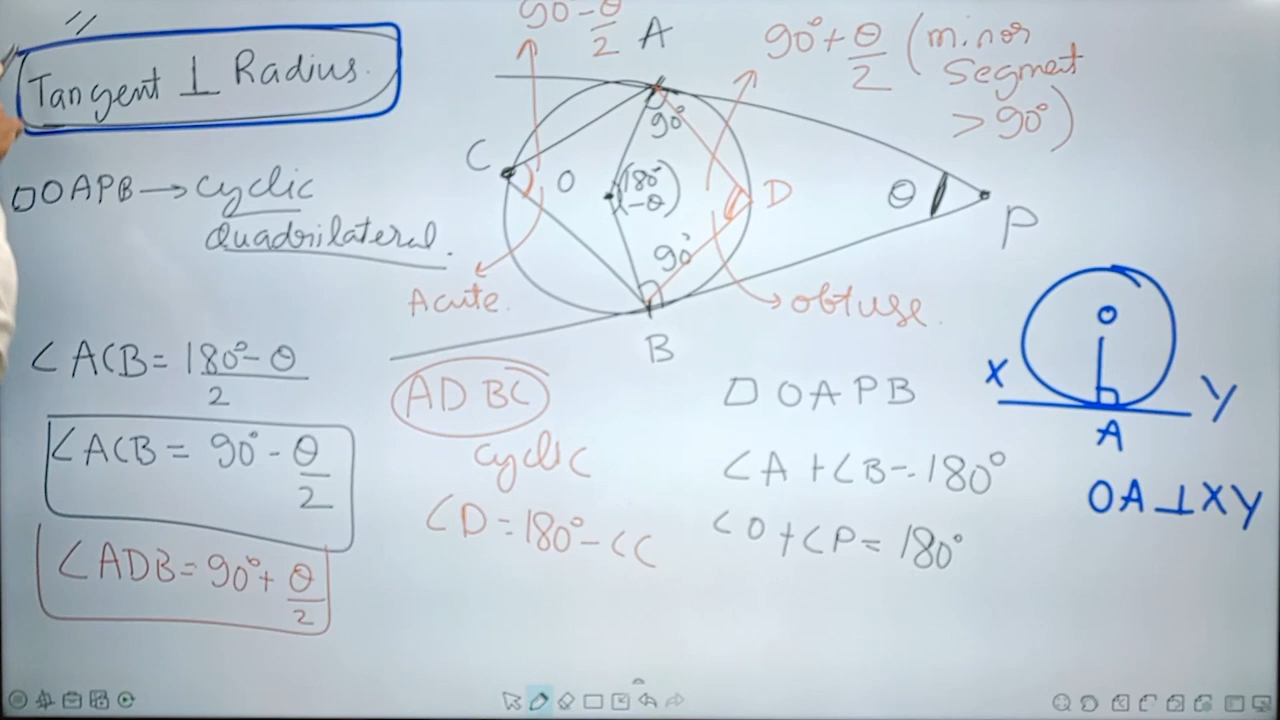 Tangent ⊥ Radius.
□OAPB → cyclic
Quadrilateral.
∠ACB = 180° - θ
2
∠ACB = 90° - θ
2
∠ADB = 90° + θ
2
90 - θ
2
A
90° + θ
2
(minor
Segment
> 90°)
C
O
90°
(180°
- θ)
D
θ
P
90°
Acute.
obtuse.
B
ADBC
cyclic
∠D = 180° - ∠C
□ OAPB
∠A + ∠B - 180°
∠O + ∠P = 180°
O
X
Y
A
OA ⊥ XY